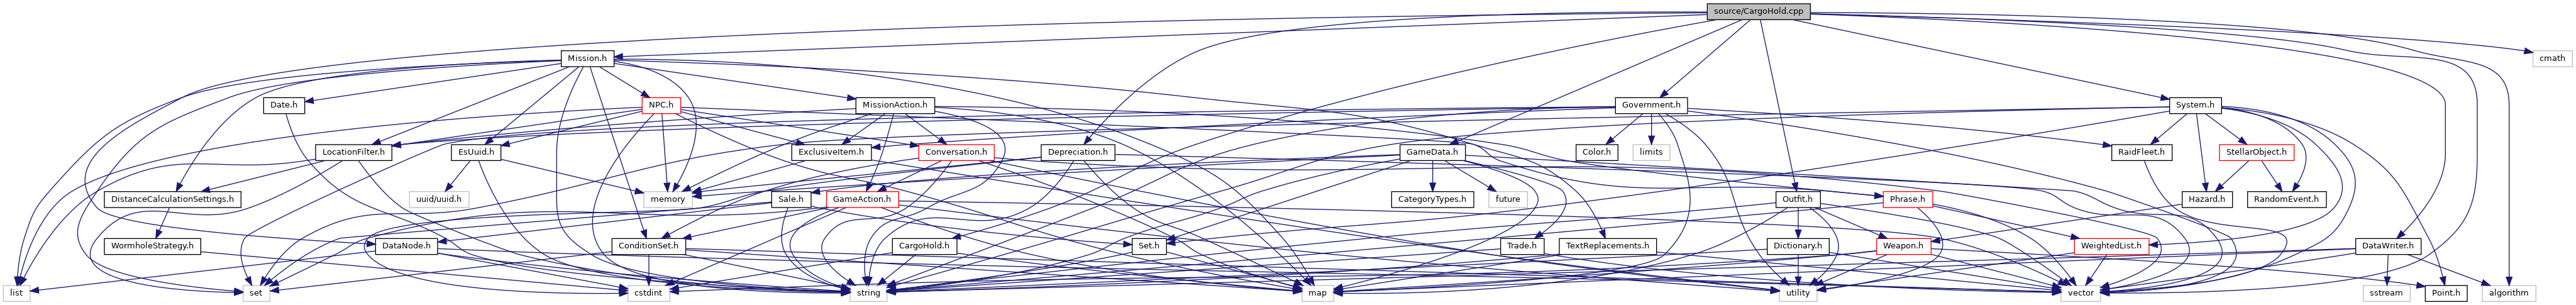 source/CargoHold.cpp
Mission.h
cmath
Date.h
NPC.h
MissionAction.h
Government.h
System.h
LocationFilter.h
EsUuid.h
ExclusiveItem.h
Conversation.h
Depreciation.h
GameData.h
Color.h
limits
RaidFleet.h
StellarObject.h
DistanceCalculationSettings.h
uuid/uuid.h
memory
Sale.h
GameAction.h
CategoryTypes.h
future
Outfit.h
Phrase.h
Hazard.h
RandomEvent.h
WormholeStrategy.h
DataNode.h
ConditionSet.h
CargoHold.h
Set.h
Trade.h
TextReplacements.h
Dictionary.h
Weapon.h
WeightedList.h
DataWriter.h
list
set
cstdint
string
map
utility
vector
sstream
Point.h
algorithm